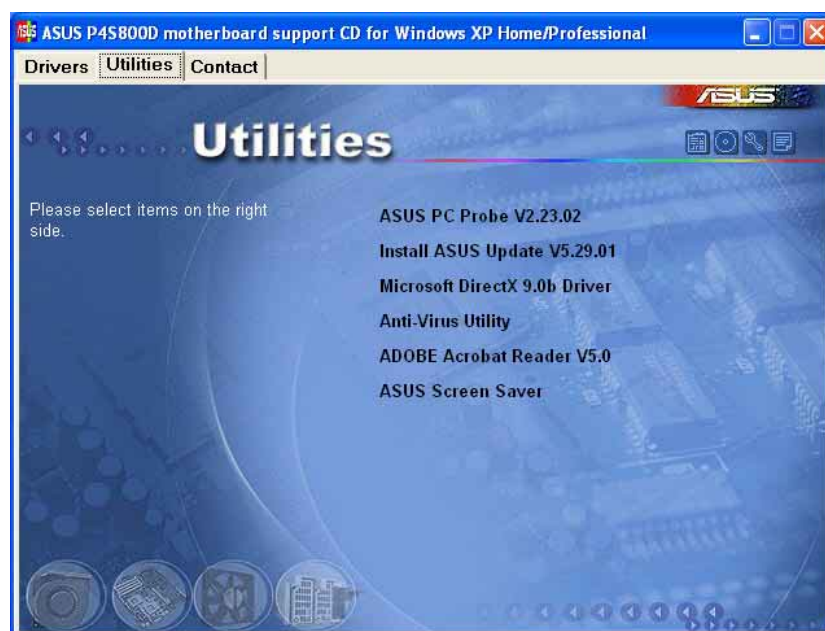 ASUS P4S800D motherboard support CD for Windows XP Home/Professional
Drivers Utilities Contact
ASUS
Utilities
Please select items on the right
side.
ASUS PC Probe V2.23.02
Install ASUS Update V5.29.01
Microsoft DirectX 9.0b Driver
Anti-Virus Utility
ADOBE Acrobat Reader V5.0
ASUS Screen Saver